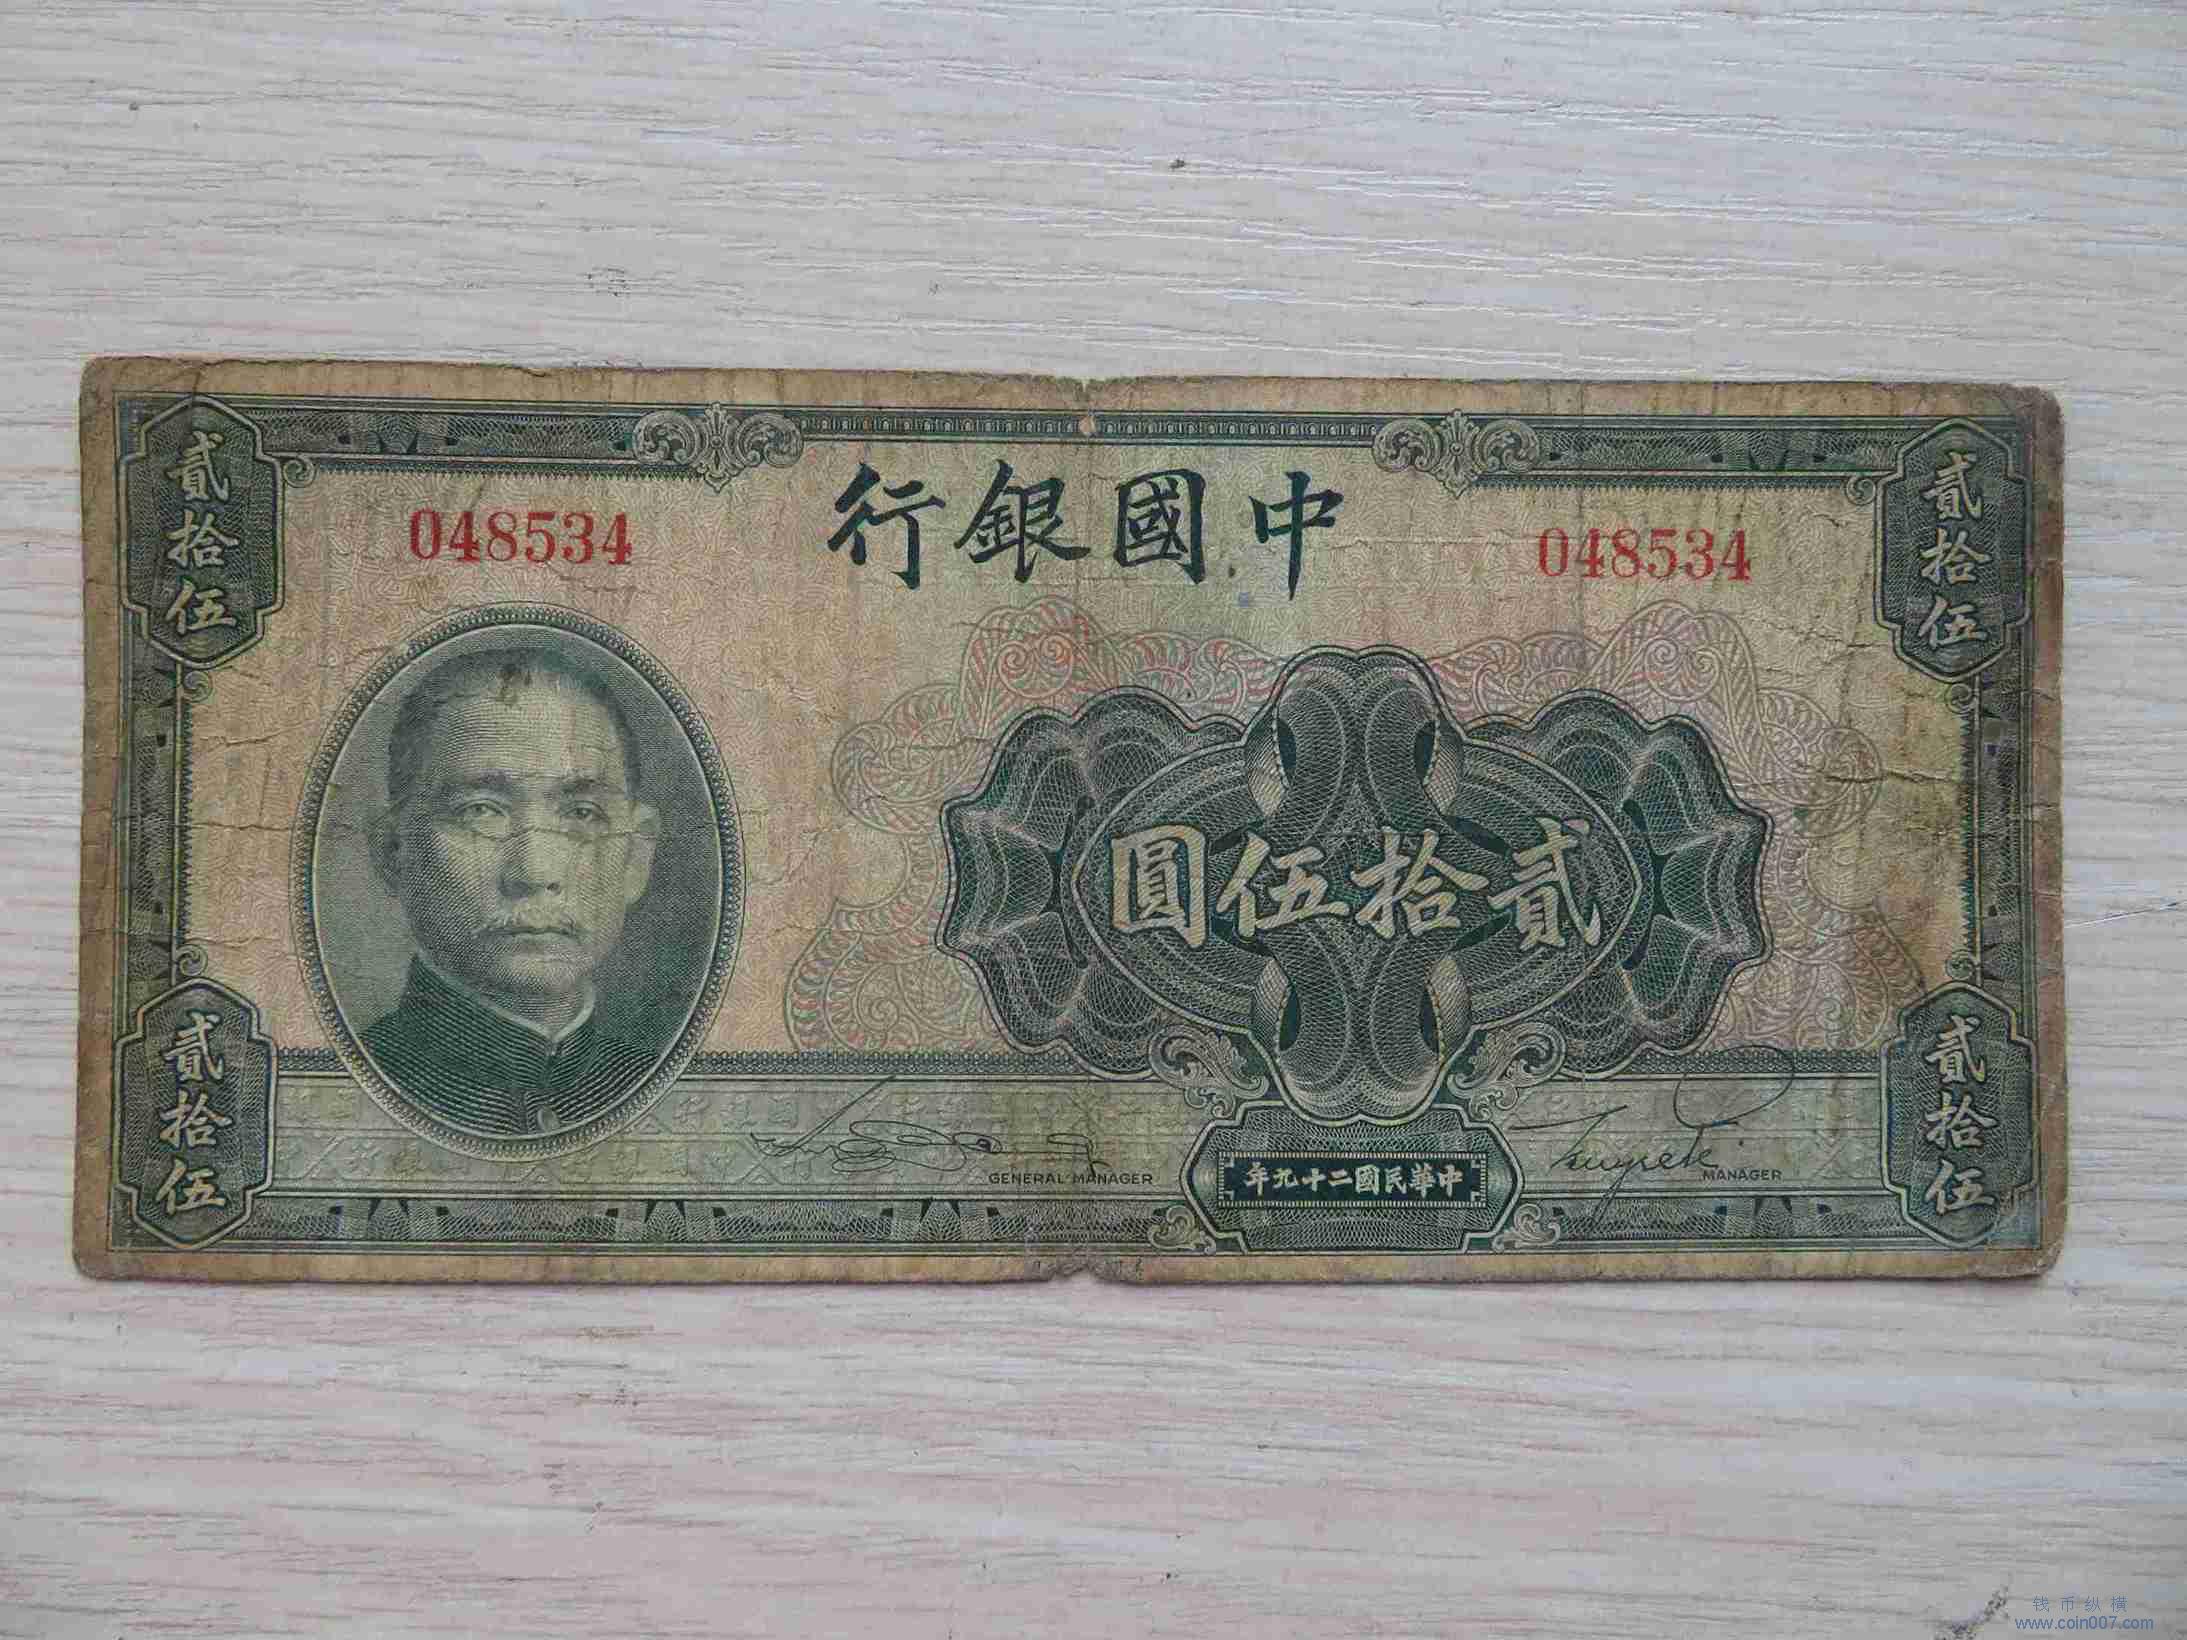 貳拾伍
貳拾伍
中國銀行
048534
048534
貳拾伍圓
GENERAL MANAGER
MANAGER
中華民國二十九年
貳拾伍
貳拾伍
钱币纵横
www.coin007.com